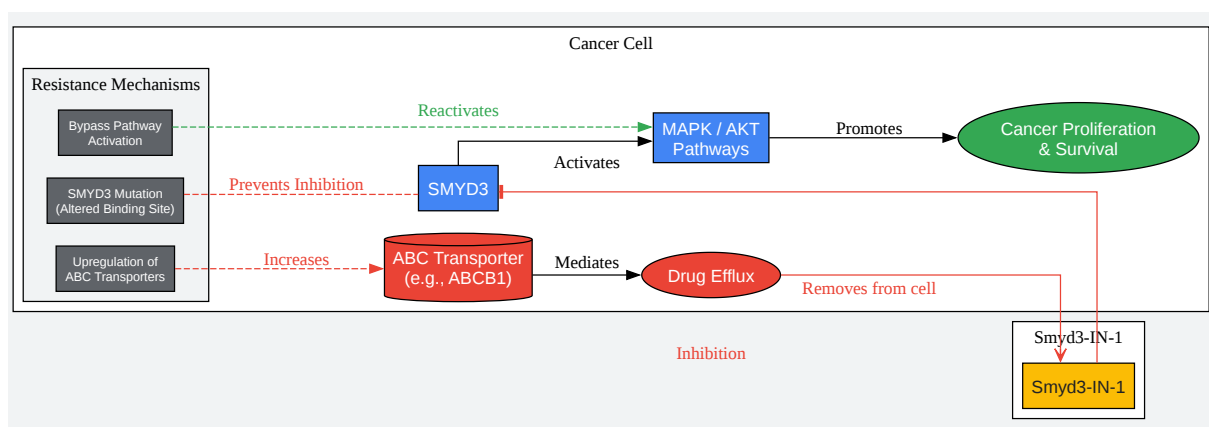 Cancer Cell
Resistance Mechanisms
Bypass Pathway
Activation
Reactivates
MAPK / AKT
Pathways
Promotes
Cancer Proliferation
& Survival
Activates
SMYD3 Mutation
(Altered Binding Site)
Prevents Inhibition
SMYD3
Upregulation of
ABC Transporters
Increases
ABC Transporter
(e.g., ABCB1)
Mediates
Drug Efflux
Removes from cell
Inhibition
Smyd3-IN-1
Smyd3-IN-1